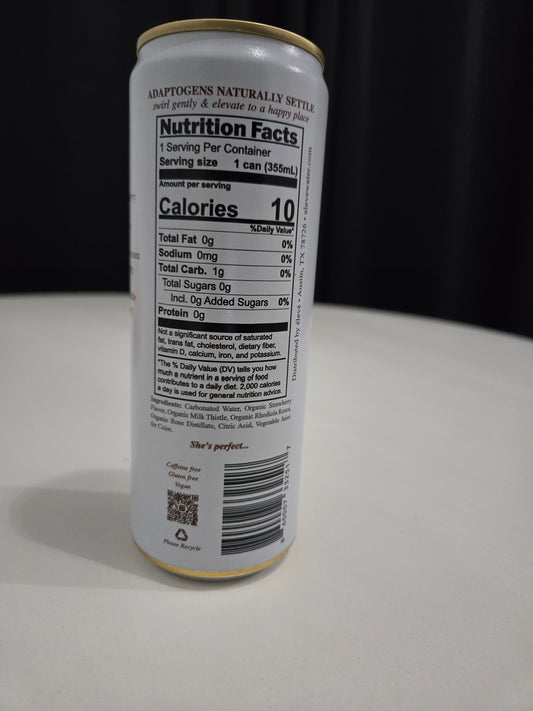 ADAPTOGENS NATURALLY SETTLE
swirl gently & elevate to a happy place
Nutrition Facts
1 Serving Per Container
Serving size 1 can (355mL)
Amount per serving
Calories 10
%Daily Value*
Total Fat 0g 0%
Sodium 0mg 0%
Total Carb. 1g 0%
Total Sugars 0g
Incl. 0g Added Sugars 0%
Protein 0g
Not a significant source of saturated
fat, trans fat, cholesterol, dietary fiber,
vitamin D, calcium, iron, and potassium.
*The % Daily Value (DV) tells you how
much a nutrient in a serving of food
contributes to a daily diet. 2,000 calories
a day is used for general nutrition advice.
Ingredients: Carbonated Water, Organic Strawberry
Flavor, Organic Milk Thistle, Organic Rhodiola Rosea,
Organic Rose Distillate, Citric Acid, Vegetable Juice
for Color.
Distributed by élevé • Austin, TX 78726 • elevewater.com
She's perfect...
Caffeine free
Gluten free
Vegan
Please Recycle